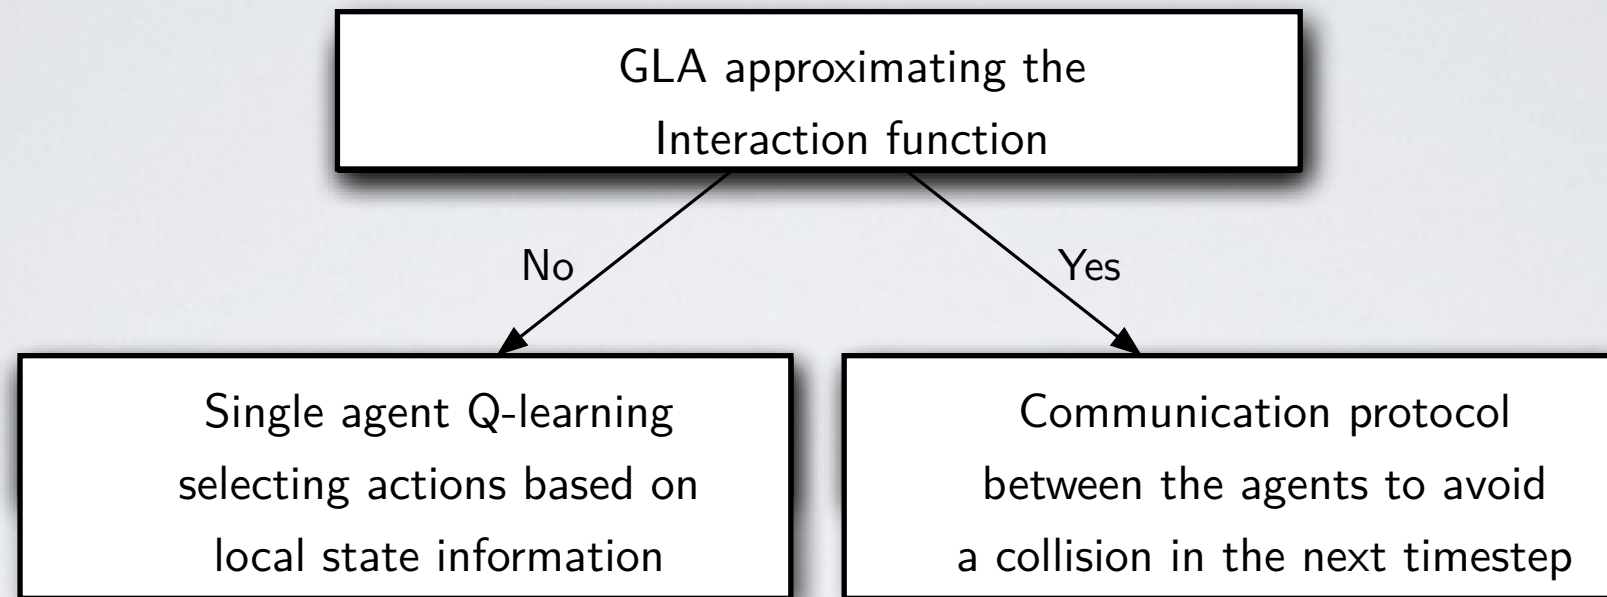 GLA approximating the
Interaction function
No
Yes
Single agent Q-learning
selecting actions based on
local state information
Communication protocol
between the agents to avoid
a collision in the next timestep